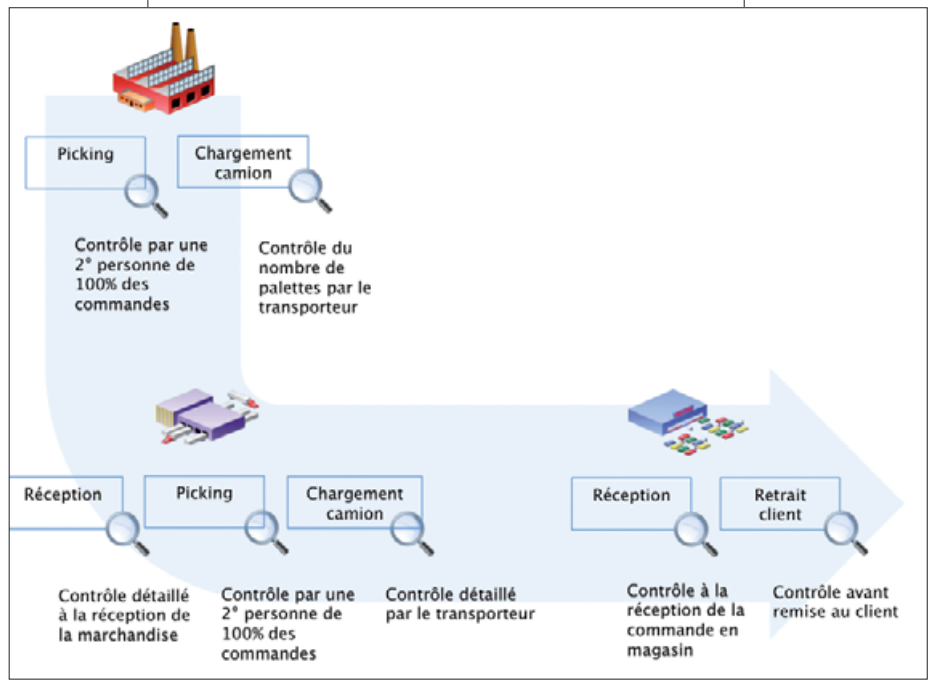 Picking
Chargement
camion
Contrôle par une
2° personne de
100% des
commandes
Contrôle du
nombre de
palettes par le
transporteur
Réception
Picking
Chargement
camion
Réception
Retrait
client
Contrôle détaillé
à la réception de
la marchandise
Contrôle par une
2° personne de
100% des
commandes
Contrôle détaillé
par le transporteur
Contrôle à la
réception de la
commande en
magasin
Contrôle avant
remise au client